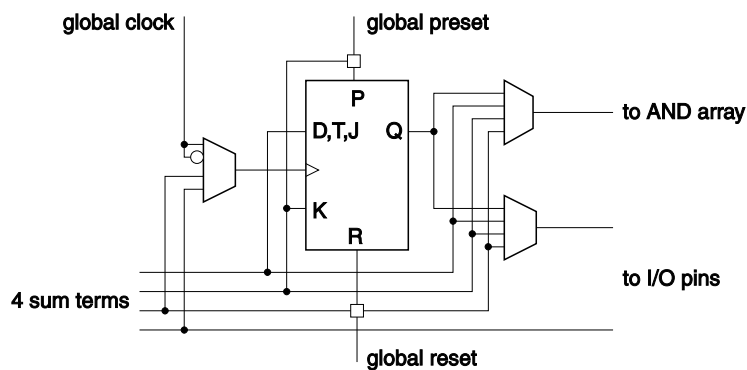 global clock
global preset
P
D,T,J
Q
to AND array
K
R
4 sum terms
to I/O pins
global reset